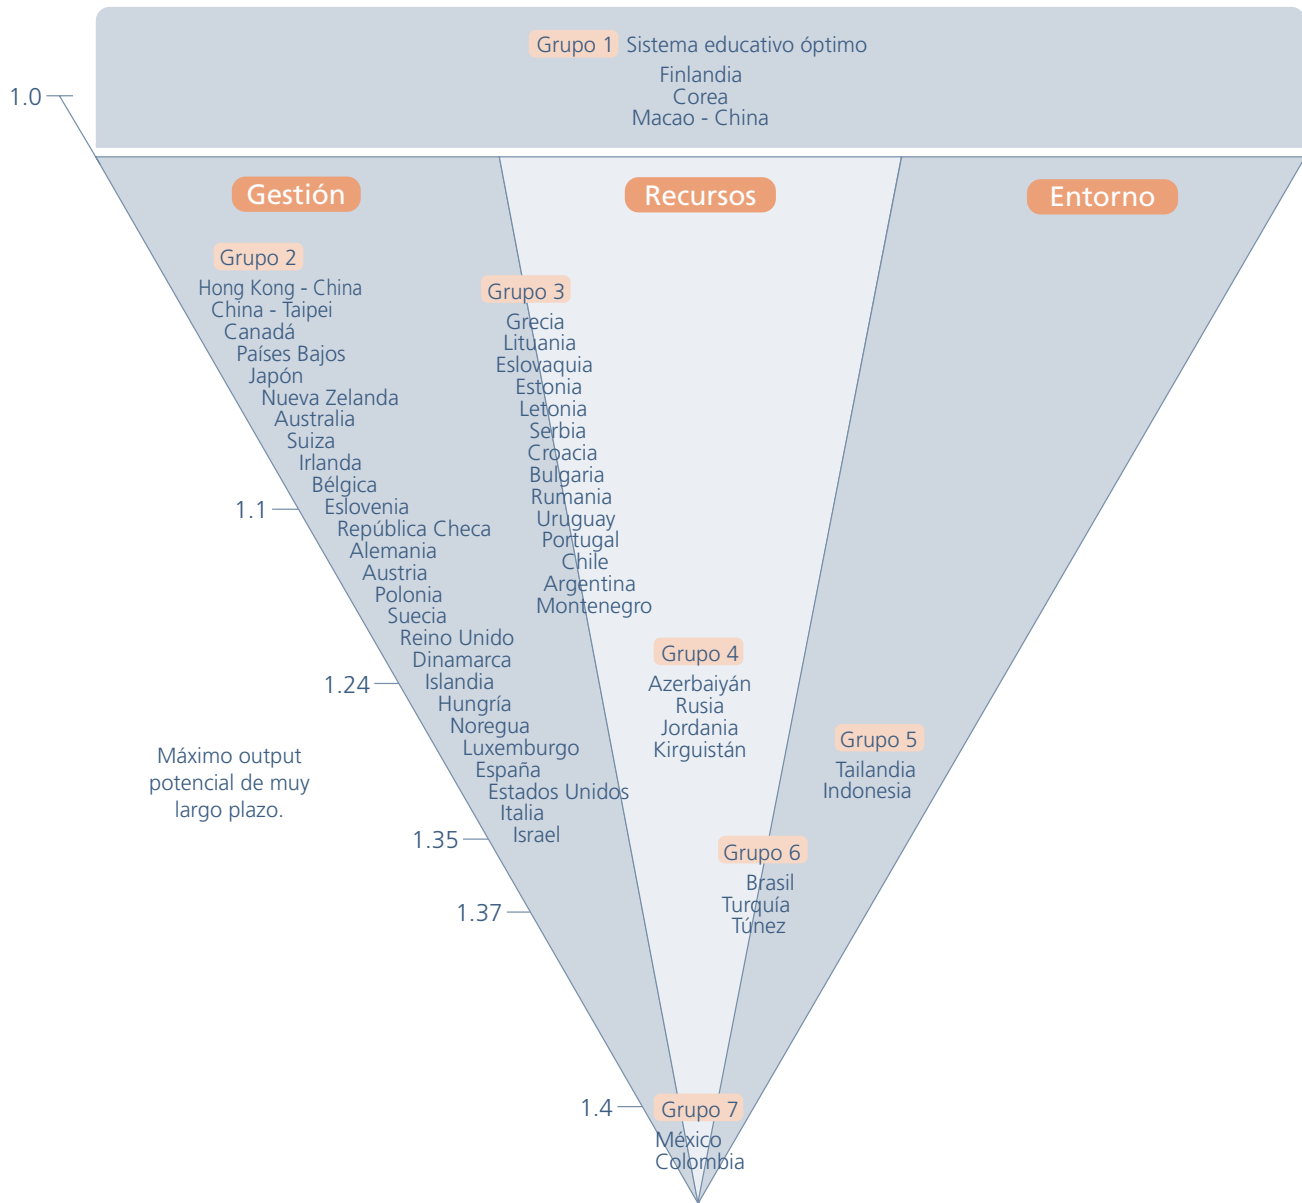 Grupo 1 Sistema educativo óptimo
Finlandia
Corea
Macao - China
1.0
Gestión
Recursos
Entorno
Grupo 2
Hong Kong - China
China - Taipei
Canadá
Países Bajos
Japón
Nueva Zelanda
Australia
Suiza
Irlanda
Bélgica
Eslovenia
República Checa
Alemania
Austria
Polonia
Suecia
Reino Unido
Dinamarca
Islandia
Hungría
Noregua
Luxemburgo
España
Estados Unidos
Italia
Israel
Grupo 3
Grecia
Lituania
Eslovaquia
Estonia
Letonia
Serbia
Croacia
Bulgaria
Rumania
Uruguay
Portugal
Chile
Argentina
Montenegro
Grupo 4
Azerbaiyán
Rusia
Jordania
Kirguistán
Grupo 5
Tailandia
Indonesia
Grupo 6
Brasil
Turquía
Túnez
Grupo 7
México
Colombia
1.1
1.24
1.35
1.37
1.4
Máximo output
potencial de muy
largo plazo.